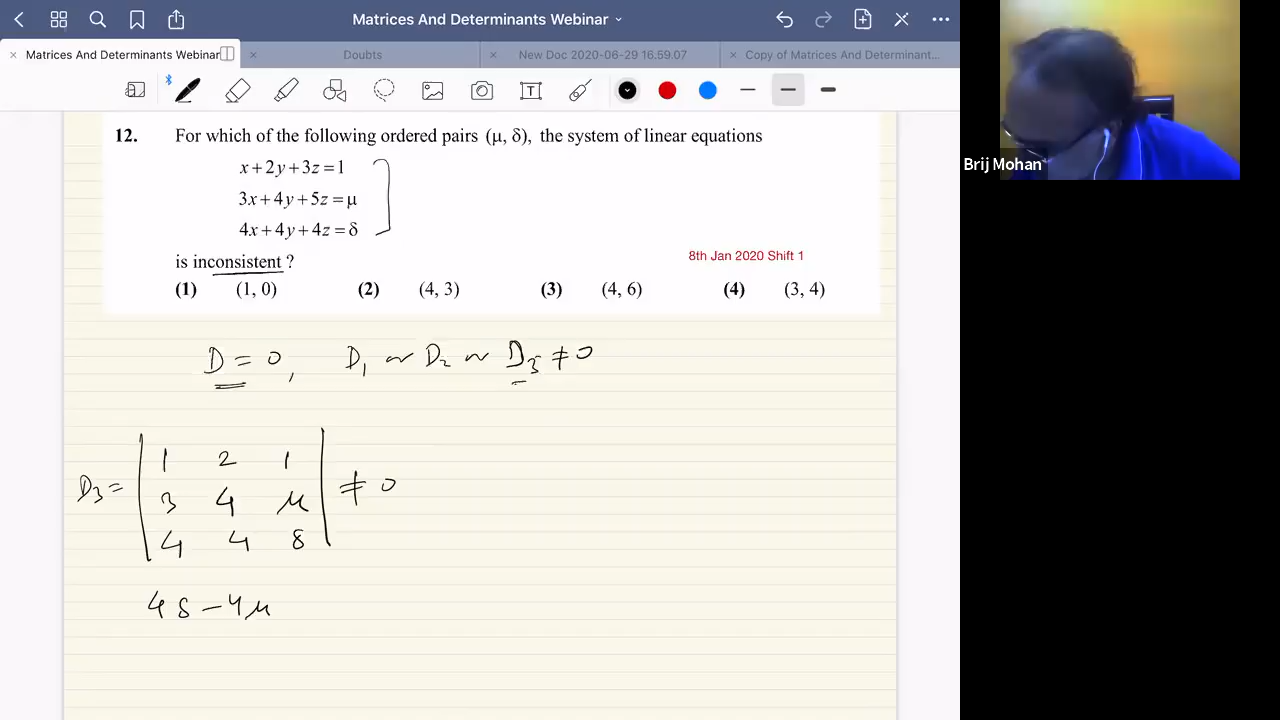 Matrices And Determinants Webinar
Matrices And Determinants Webinar
Doubts
New Doc 2020-06-29 16.59.07
Copy of Matrices And Determinant...
12. For which of the following ordered pairs (μ, δ), the system of linear equations
x + 2y + 3z = 1
3x + 4y + 5z = μ
4x + 4y + 4z = δ
is inconsistent ?
8th Jan 2020 Shift 1
(1) (1, 0) (2) (4, 3) (3) (4, 6) (4) (3, 4)
D = 0, D₁ ~ D₂ ~ D₃ ≠ 0
D₃ = | 1 2 1 |
| 3 4 μ | ≠ 0
| 4 4 δ |
4δ - 4μ
Brij Mohan